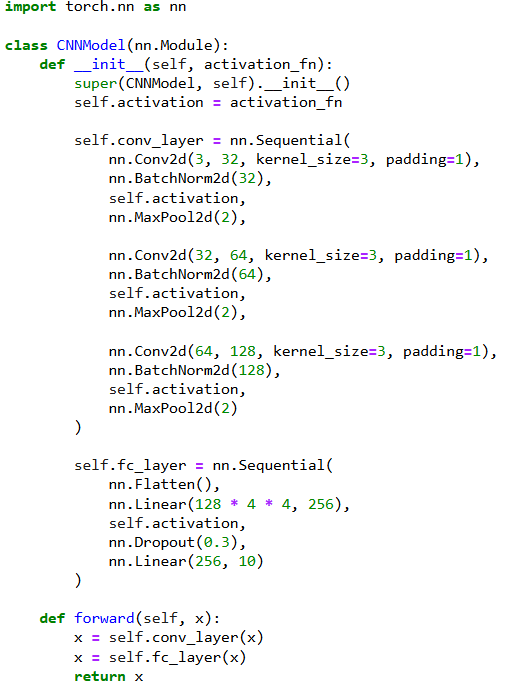 import torch.nn as nn

class CNNModel(nn.Module):
    def __init__(self, activation_fn):
        super(CNNModel, self).__init__()
        self.activation = activation_fn

        self.conv_layer = nn.Sequential(
            nn.Conv2d(3, 32, kernel_size=3, padding=1),
            nn.BatchNorm2d(32),
            self.activation,
            nn.MaxPool2d(2),

            nn.Conv2d(32, 64, kernel_size=3, padding=1),
            nn.BatchNorm2d(64),
            self.activation,
            nn.MaxPool2d(2),

            nn.Conv2d(64, 128, kernel_size=3, padding=1),
            nn.BatchNorm2d(128),
            self.activation,
            nn.MaxPool2d(2)
        )

        self.fc_layer = nn.Sequential(
            nn.Flatten(),
            nn.Linear(128 * 4 * 4, 256),
            self.activation,
            nn.Dropout(0.3),
            nn.Linear(256, 10)
        )

    def forward(self, x):
        x = self.conv_layer(x)
        x = self.fc_layer(x)
        return x